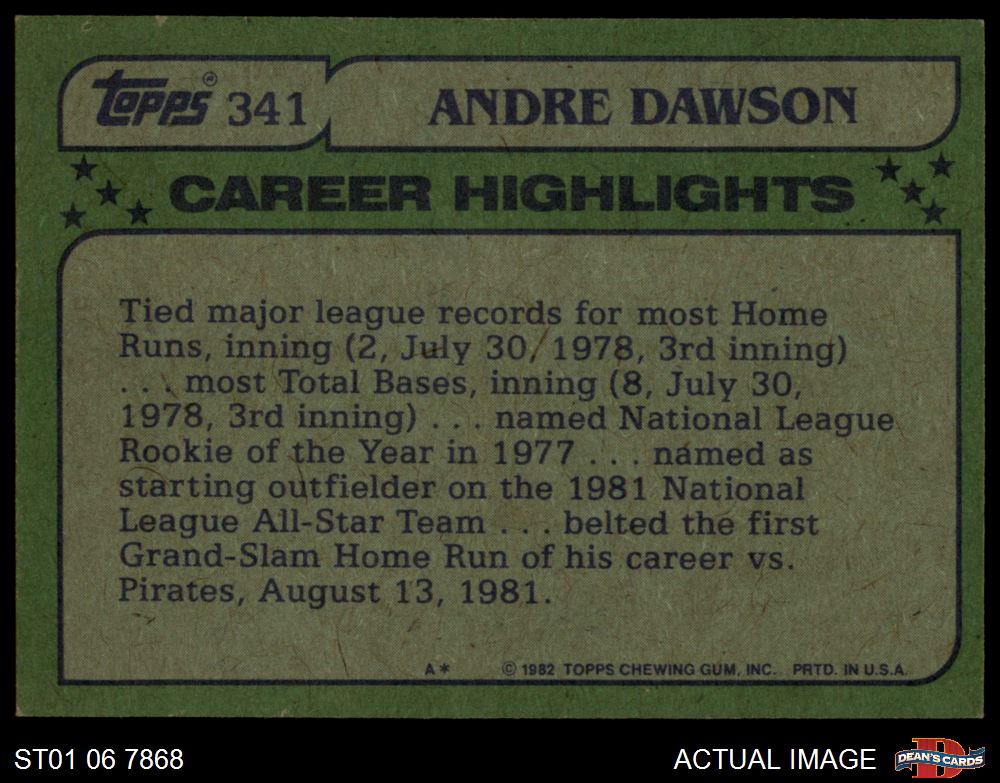 Topps® 341 ANDRE DAWSON
CAREER HIGHLIGHTS
Tied major league records for most Home
Runs, inning (2, July 30, 1978, 3rd inning)
. . . most Total Bases, inning (8, July 30,
1978, 3rd inning) . . . named National League
Rookie of the Year in 1977 . . . named as
starting outfielder on the 1981 National
League All-Star Team . . . belted the first
Grand-Slam Home Run of his career vs.
Pirates, August 13, 1981.
A* © 1982 TOPPS CHEWING GUM, INC. PRTD. IN U.S.A.
ST01 06 7868 ACTUAL IMAGE DEAN'S CARDS